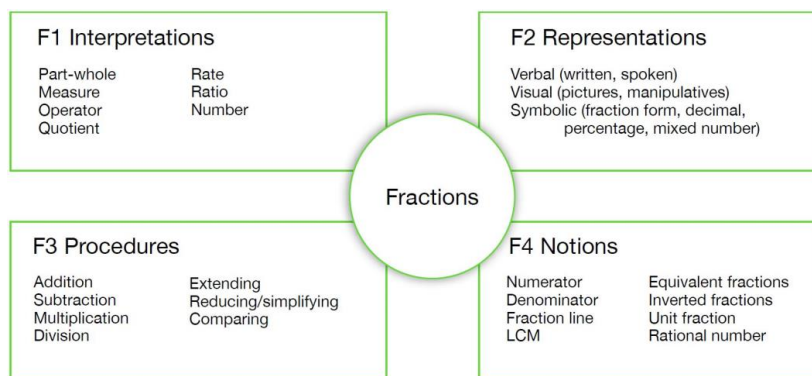 F1 Interpretations
Part-whole
Measure
Operator
Quotient
Rate
Ratio
Number
F2 Representations
Verbal (written, spoken)
Visual (pictures, manipulatives)
Symbolic (fraction form, decimal,
percentage, mixed number)
Fractions
F3 Procedures
Addition
Subtraction
Multiplication
Division
Extending
Reducing/simplifying
Comparing
F4 Notions
Numerator
Denominator
Fraction line
LCM
Equivalent fractions
Inverted fractions
Unit fraction
Rational number